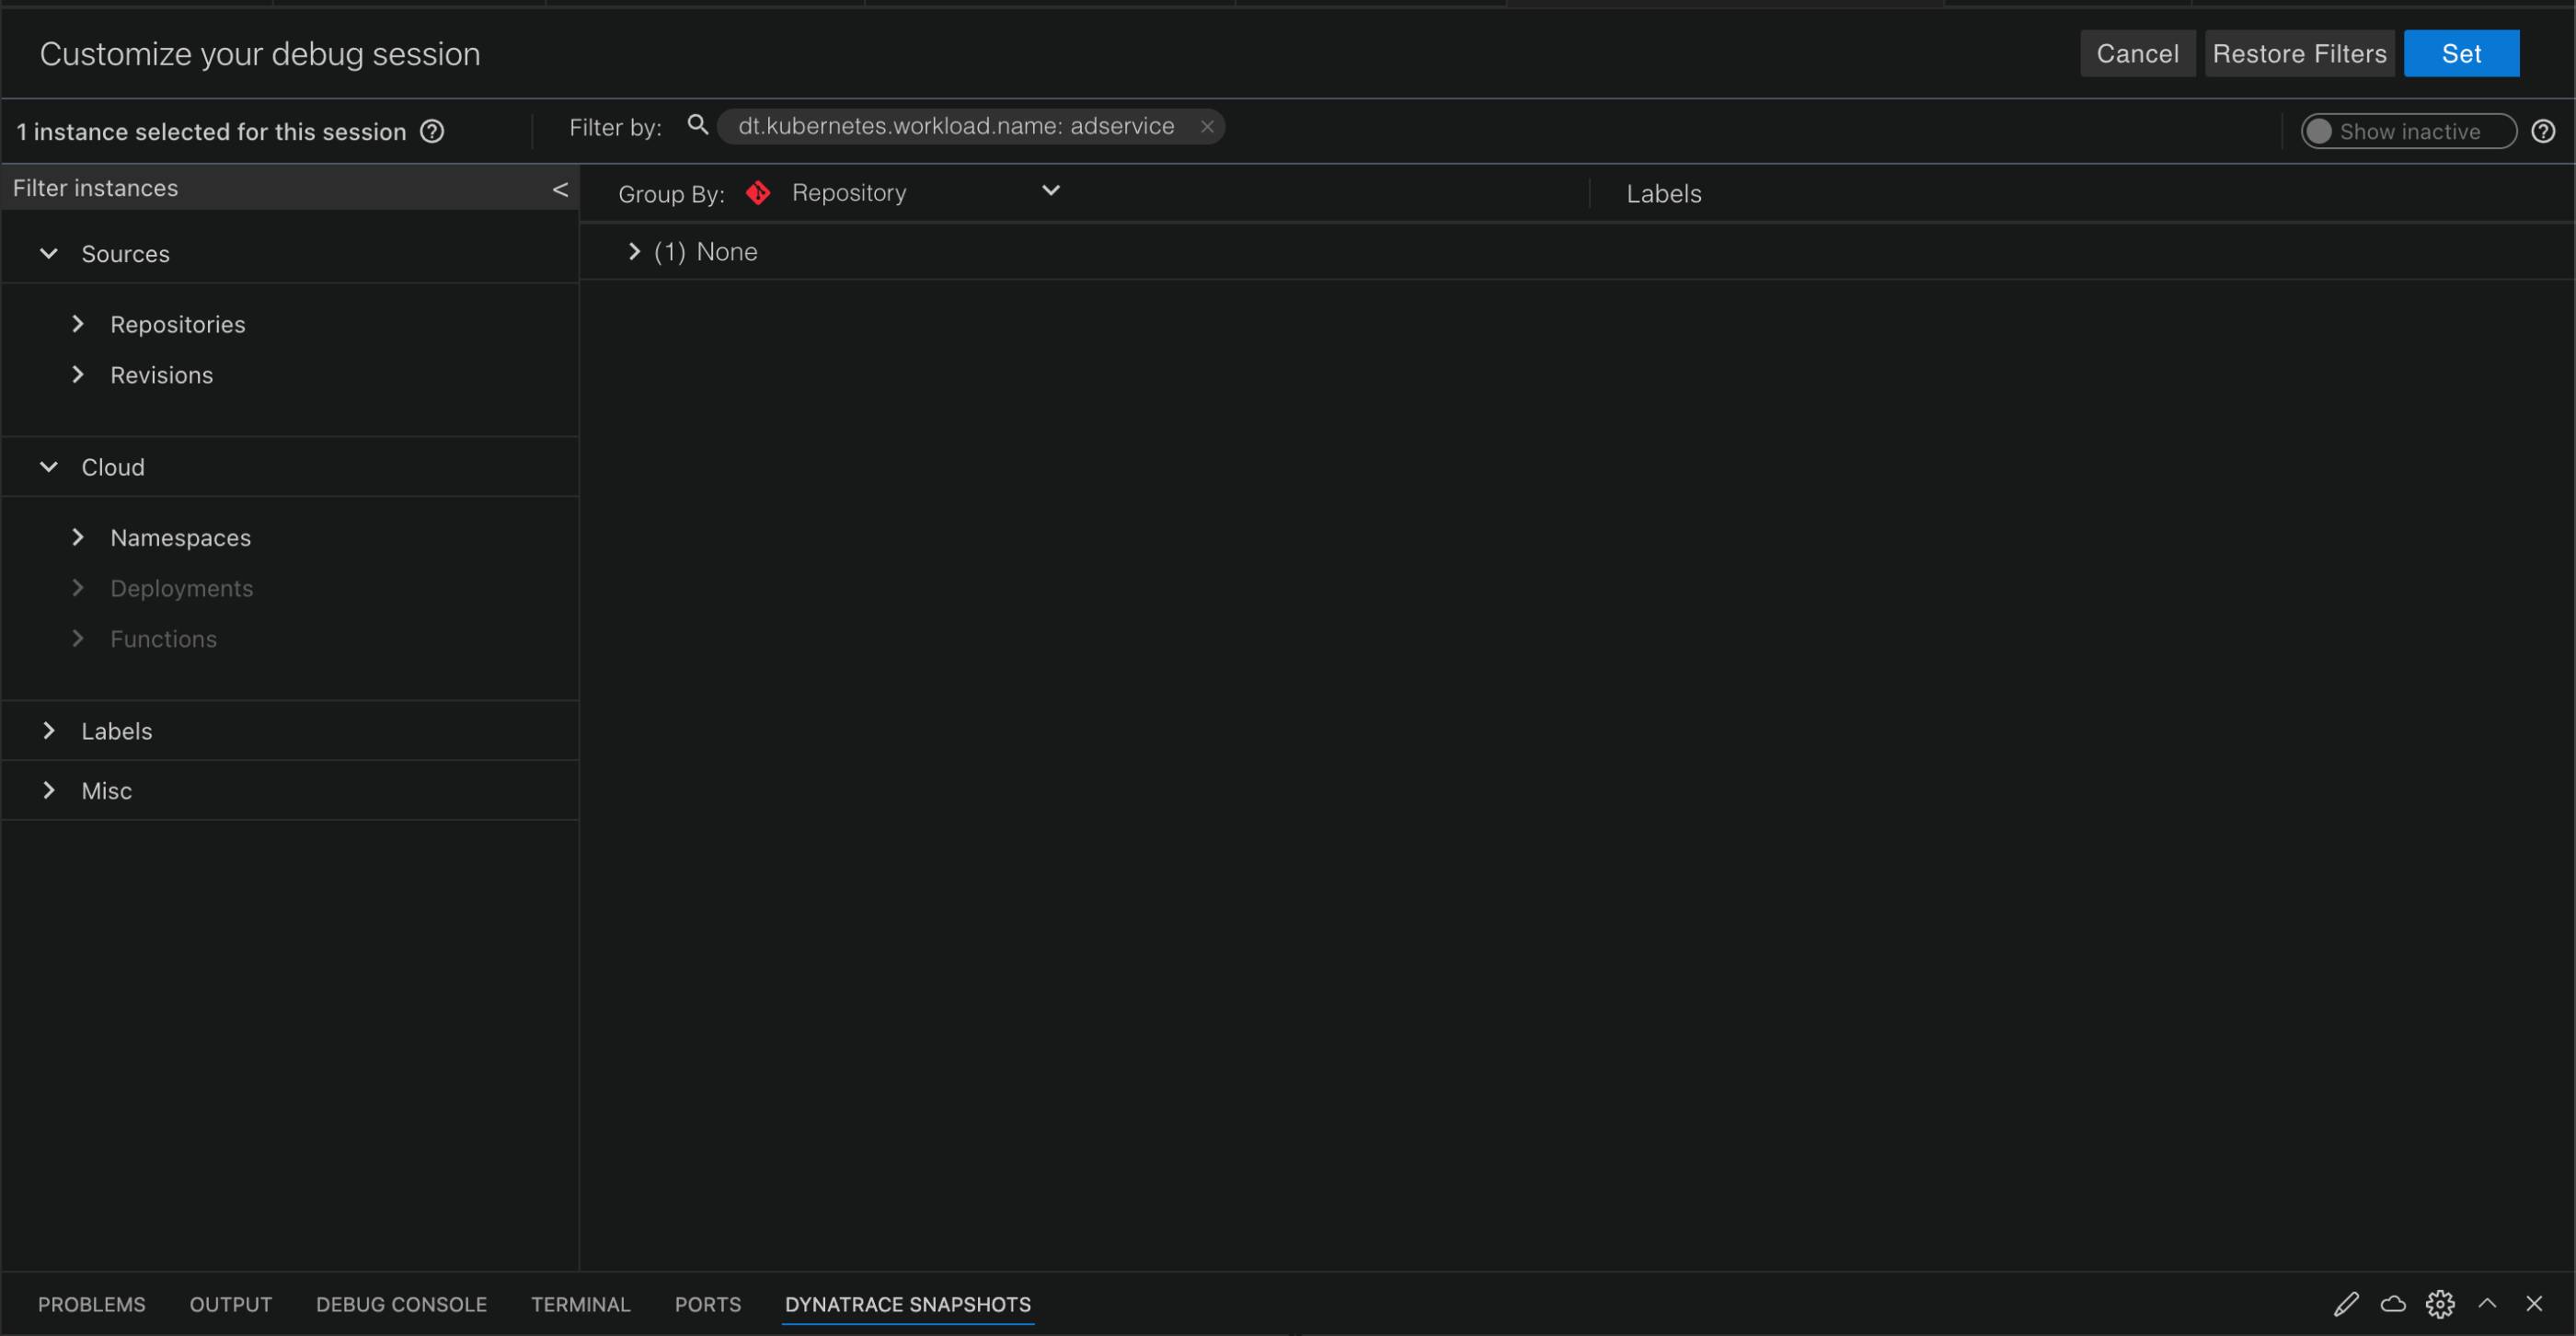 Customize your debug session
Cancel
Restore Filters
Set
1 instance selected for this session
Filter by:
dt.kubernetes.workload.name: adservice
Show inactive
Filter instances
Group By:
Repository
Labels
Sources
(1) None
Repositories
Revisions
Cloud
Namespaces
Deployments
Functions
Labels
Misc
PROBLEMS
OUTPUT
DEBUG CONSOLE
TERMINAL
PORTS
DYNATRACE SNAPSHOTS